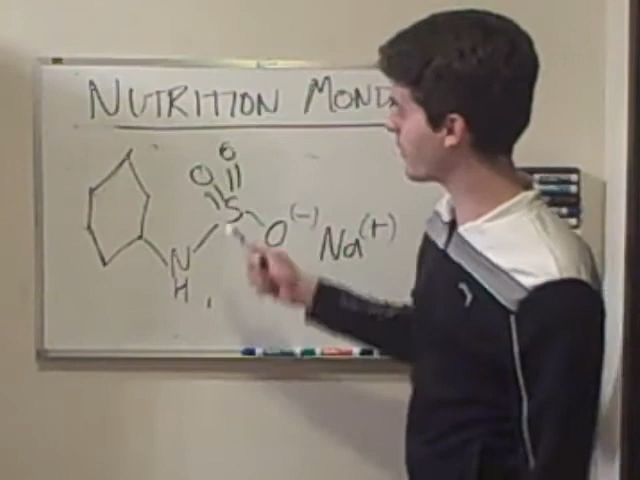 NUTRITION MOND
O O
S
O (-) Na (+)
N
H